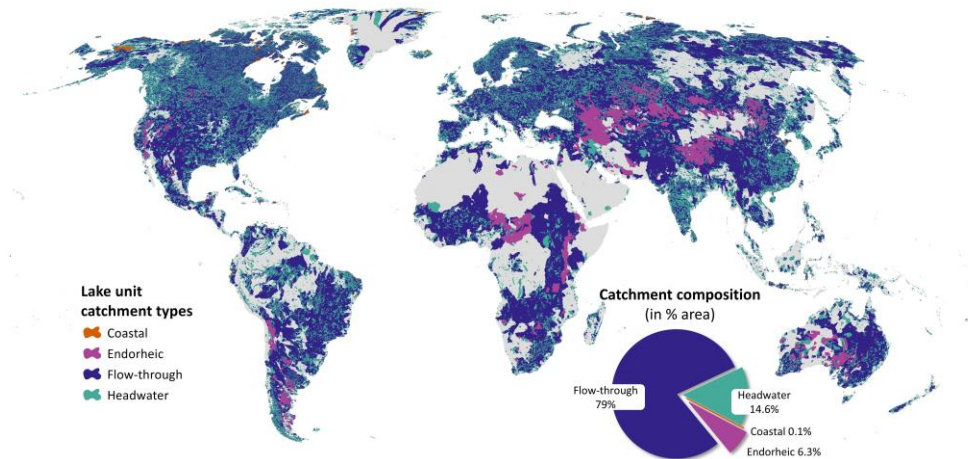 Lake unit
catchment types
Coastal
Endorheic
Flow-through
Headwater
Catchment composition
(in % area)
Flow-through
79%
Headwater
14.6%
Coastal 0.1%
Endorheic 6.3%